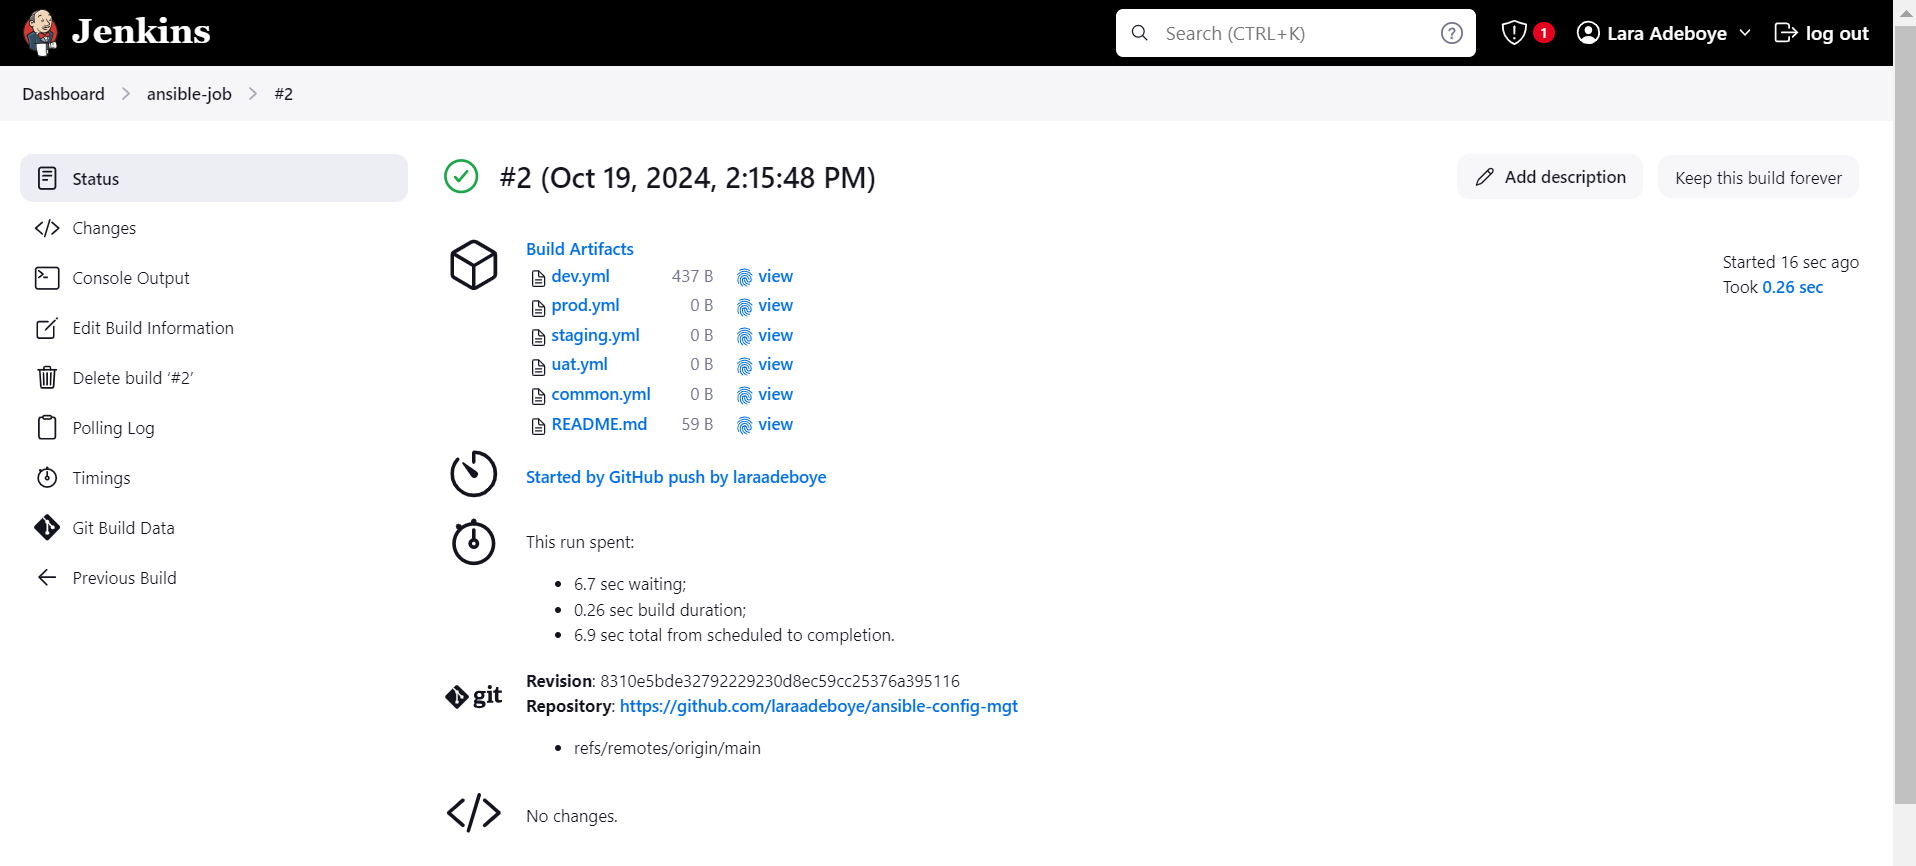 Jenkins
Search (CTRL+K)
?
1
Lara Adeboye
log out
Dashboard
ansible-job
#2
Status
Changes
Console Output
Edit Build Information
Delete build ‘#2’
Polling Log
Timings
Git Build Data
Previous Build
#2 (Oct 19, 2024, 2:15:48 PM)
Add description
Keep this build forever
Build Artifacts
dev.yml 437 B view
prod.yml 0 B view
staging.yml 0 B view
uat.yml 0 B view
common.yml 0 B view
README.md 59 B view
Started 16 sec ago
Took 0.26 sec
Started by GitHub push by laraadeboye
This run spent:
6.7 sec waiting;
0.26 sec build duration;
6.9 sec total from scheduled to completion.
git
Revision: 8310e5bde32792229230d8ec59cc25376a395116
Repository: https://github.com/laraadeboye/ansible-config-mgt
refs/remotes/origin/main
No changes.